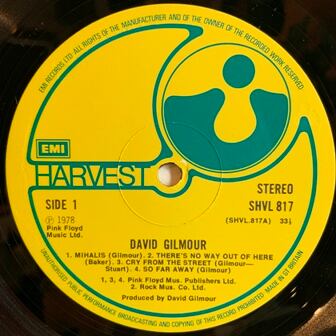 EMI RECORDS LTD. ALL RIGHTS OF THE MANUFACTURER AND OF THE OWNER OF THE RECORDED WORK RESERVED
EMI
HARVEST
SIDE 1
STEREO
SHVL 817
(SHVL.817A) 33⅓
℗ 1978
Pink Floyd
Music Ltd.
DAVID GILMOUR
1. MIHALIS (Gilmour). 2. THERE'S NO WAY OUT OF HERE
(Baker). 3. CRY FROM THE STREET (Gilmour—
Stuart). 4. SO FAR AWAY (Gilmour)
1, 3, 4. Pink Floyd Mus. Publishers Ltd.
2. Rock Mus. Co. Ltd.
Produced by David Gilmour
UNAUTHORISED PUBLIC PERFORMANCE BROADCASTING AND COPYING OF THIS RECORD PROHIBITED
MADE IN GT BRITAIN